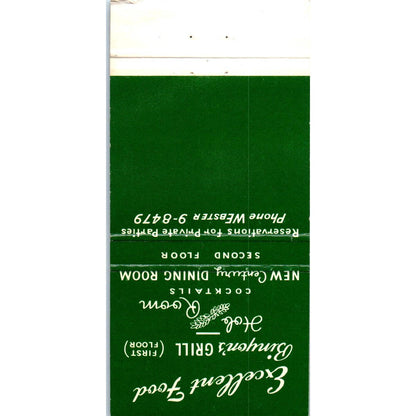 Excellent Food
Binyon's GRILL (FIRST FLOOR)
Hole Room
COCKTAILS
NEW Century DINING ROOM
SECOND FLOOR
Reservations For Private Parties
Phone WEBSTER 9-8479